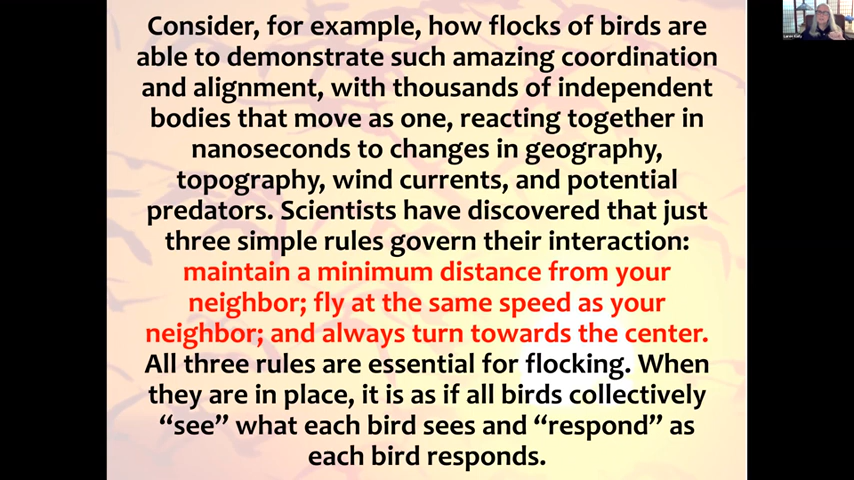 Consider, for example, how flocks of birds are
able to demonstrate such amazing coordination
and alignment, with thousands of independent
bodies that move as one, reacting together in
nanoseconds to changes in geography,
topography, wind currents, and potential
predators. Scientists have discovered that just
three simple rules govern their interaction:
maintain a minimum distance from your
neighbor; fly at the same speed as your
neighbor; and always turn towards the center.
All three rules are essential for flocking. When
they are in place, it is as if all birds collectively
“see” what each bird sees and “respond” as
each bird responds.